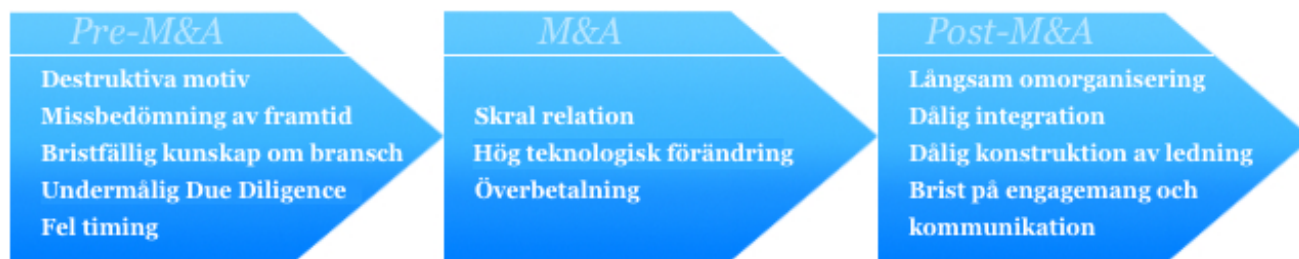 Pre-M&A
Destruktiva motiv
Missbedömning av framtid
Bristfällig kunskap om bransch
Undermålig Due Diligence
Fel timing
M&A
Skral relation
Hög teknologisk förändring
Överbetalning
Post-M&A
Långsam omorganisering
Dålig integration
Dålig konstruktion av ledning
Brist på engagemang och
kommunikation